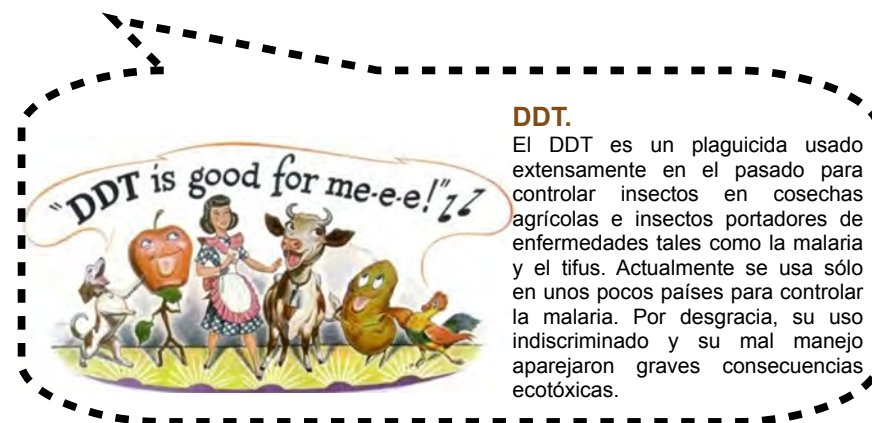 "DDT is good for me-e-e!"
DDT.
El DDT es un plaguicida usado
extensamente en el pasado para
controlar insectos en cosechas
agrícolas e insectos portadores de
enfermedades tales como la malaria
y el tifus. Actualmente se usa sólo
en unos pocos países para controlar
la malaria. Por desgracia, su uso
indiscriminado y su mal manejo
aparejaron graves consecuencias
ecotóxicas.